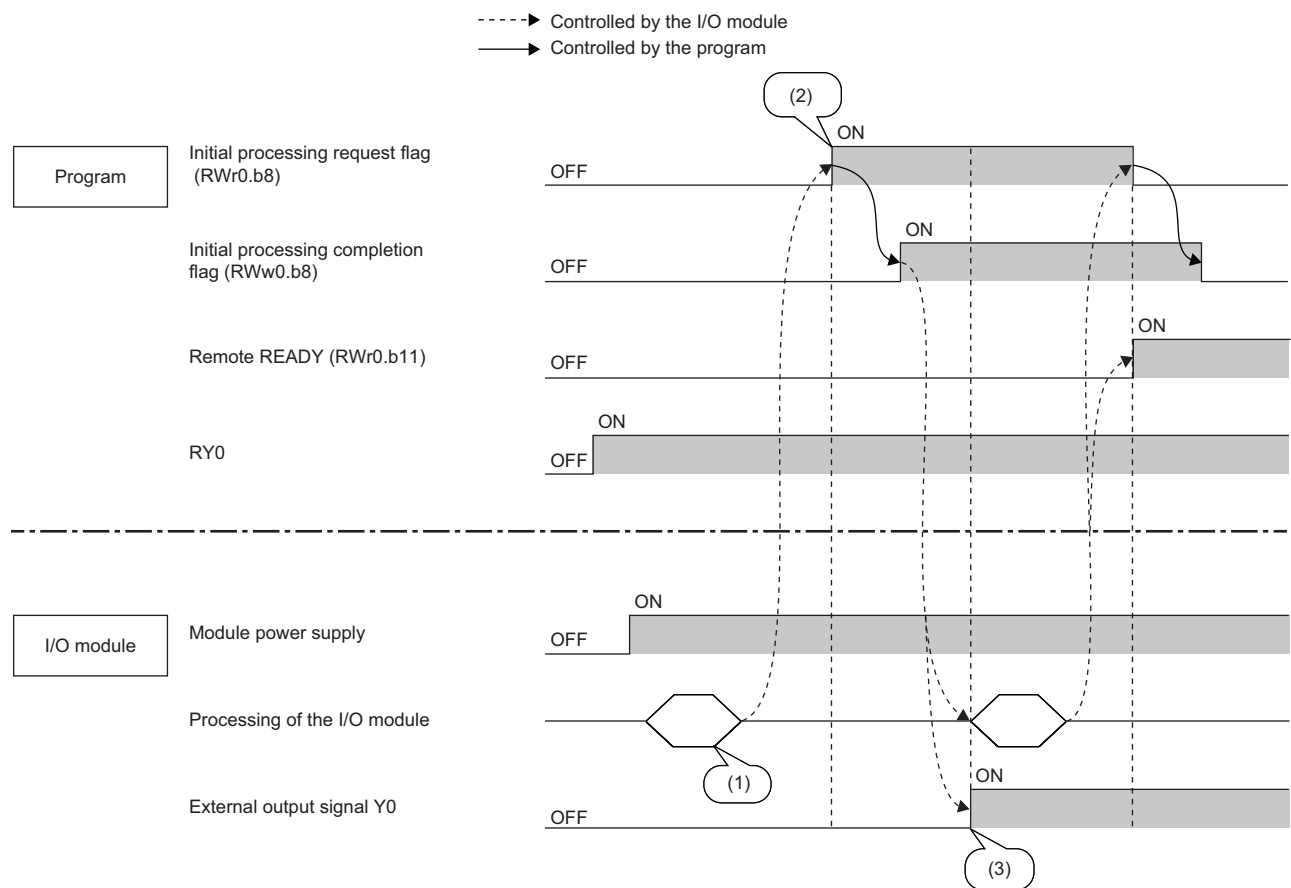 Controlled by the I/O module
Controlled by the program
(2)
ON
Program
Initial processing request flag
(RWr0.b8)
OFF
ON
Initial processing completion
flag (RWw0.b8)
OFF
ON
Remote READY (RWr0.b11)
OFF
ON
RY0
OFF
ON
I/O module
Module power supply
OFF
Processing of the I/O module
(1)
ON
External output signal Y0
OFF
(3)